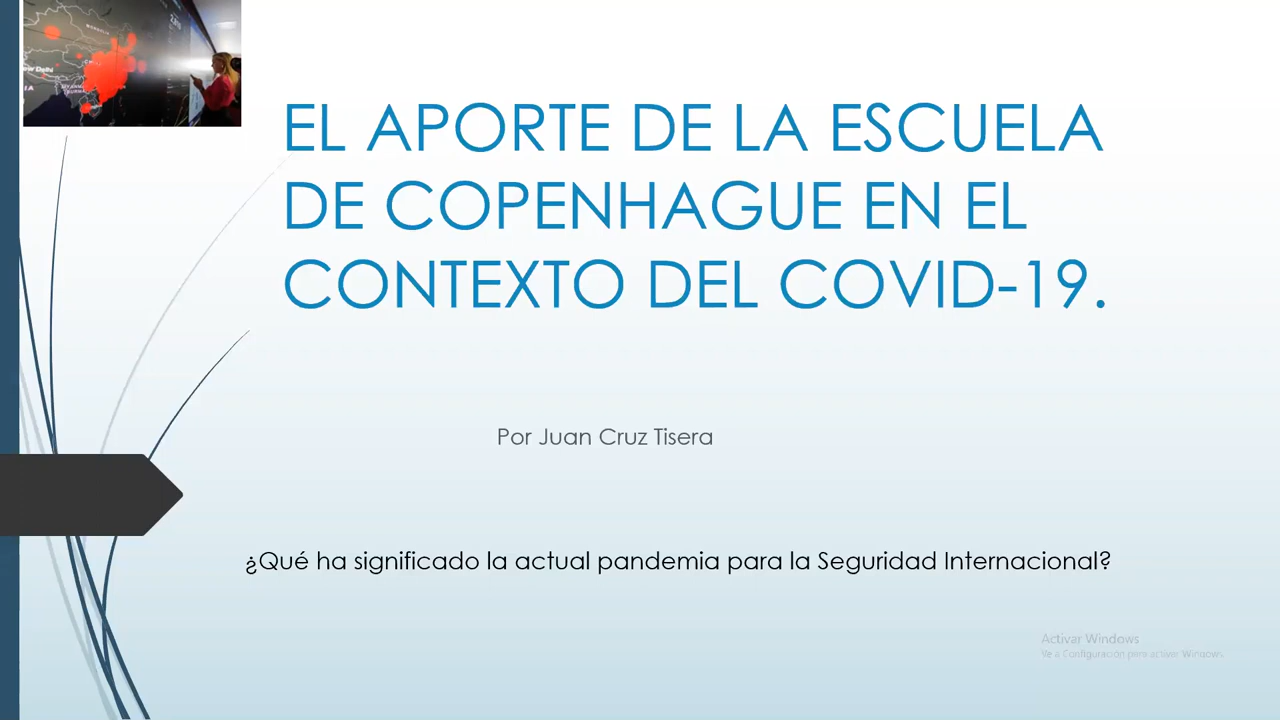 MONGOLIA
EL APORTE DE LA ESCUELA
DE COPENHAGUE EN EL
CONTEXTO DEL COVID-19.
Por Juan Cruz Tisera
¿Qué ha significado la actual pandemia para la Seguridad Internacional?
Activar Windows
Ve a Configuración para activar Windows.